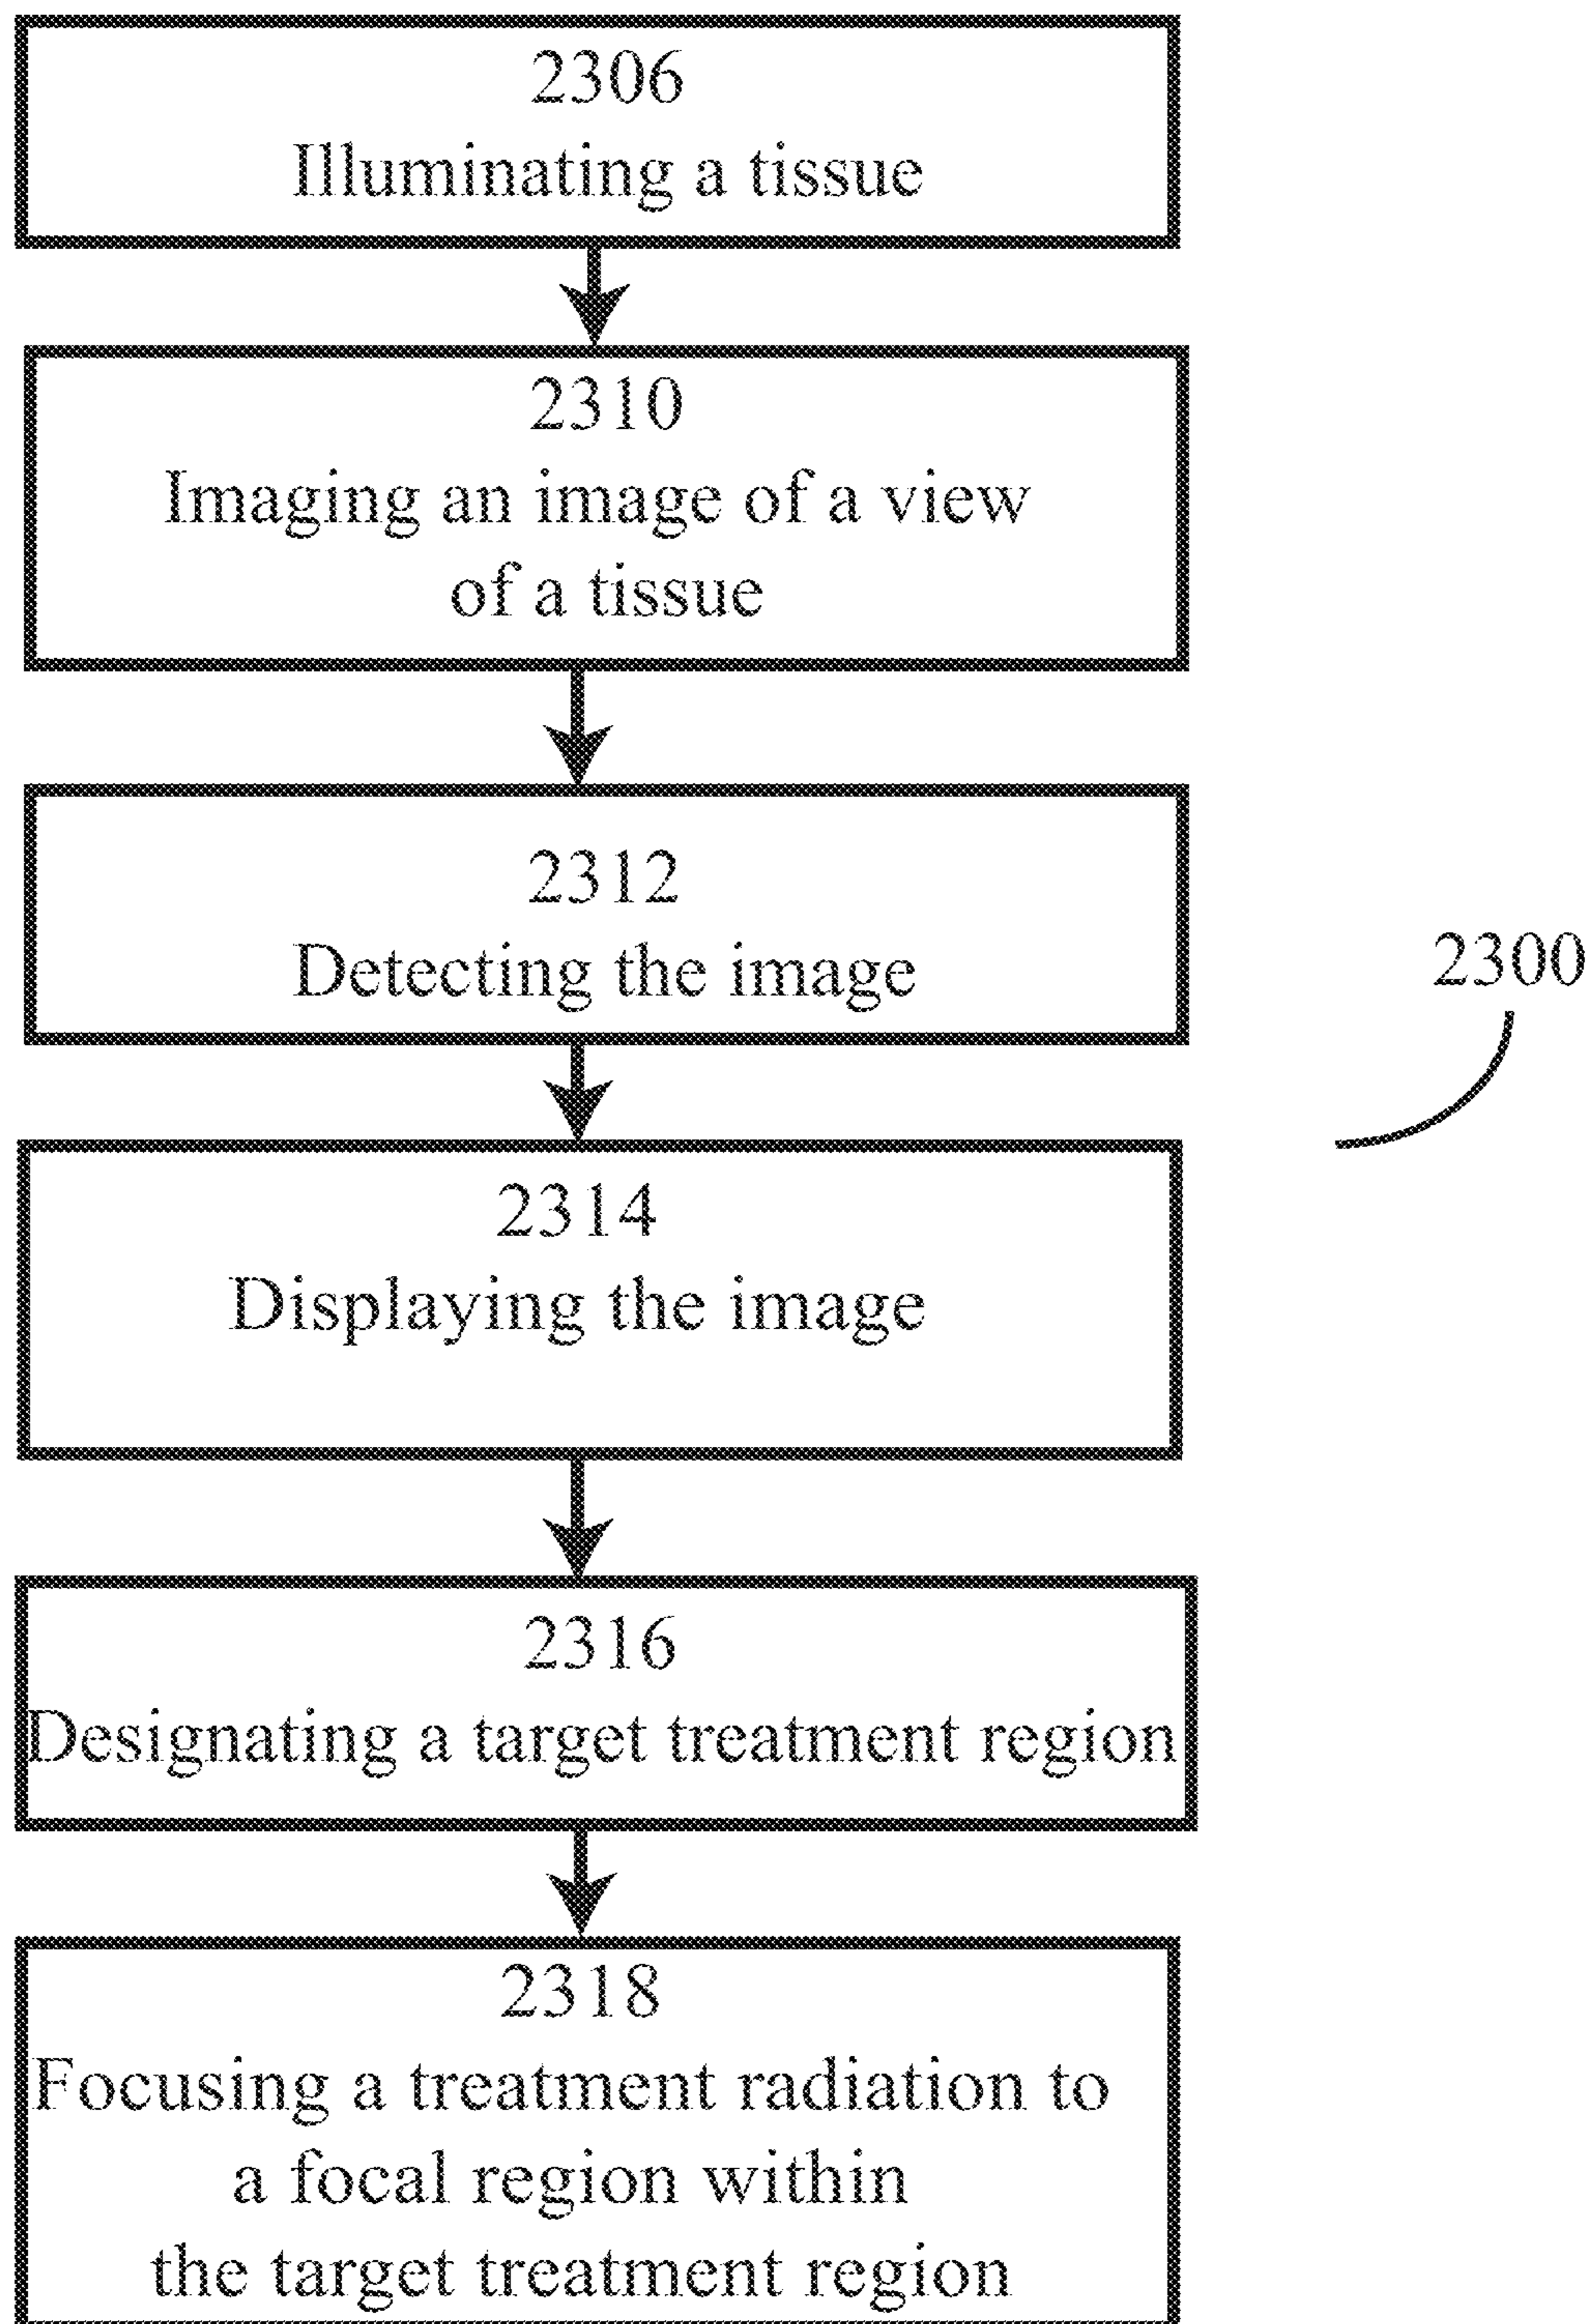 2306
Illuminating a tissue
2310
Imaging an image of a view
of a tissue
2312
Detecting the image
2300
2314
Displaying the image
2316
Designating a target treatment region
2318
Focusing a treatment radiation to
a focal region within
the target treatment region